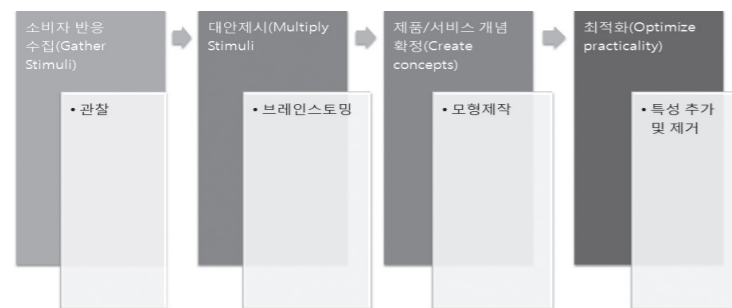 소비자 반응
수집(Gather
Stimuli)
• 관찰
대안제시(Multiply
Stimuli
• 브레인스토밍
제품/서비스 개념
확정(Create
concepts)
• 모형제작
최적화(Optimize
practicality)
• 특성 추가
및 제거